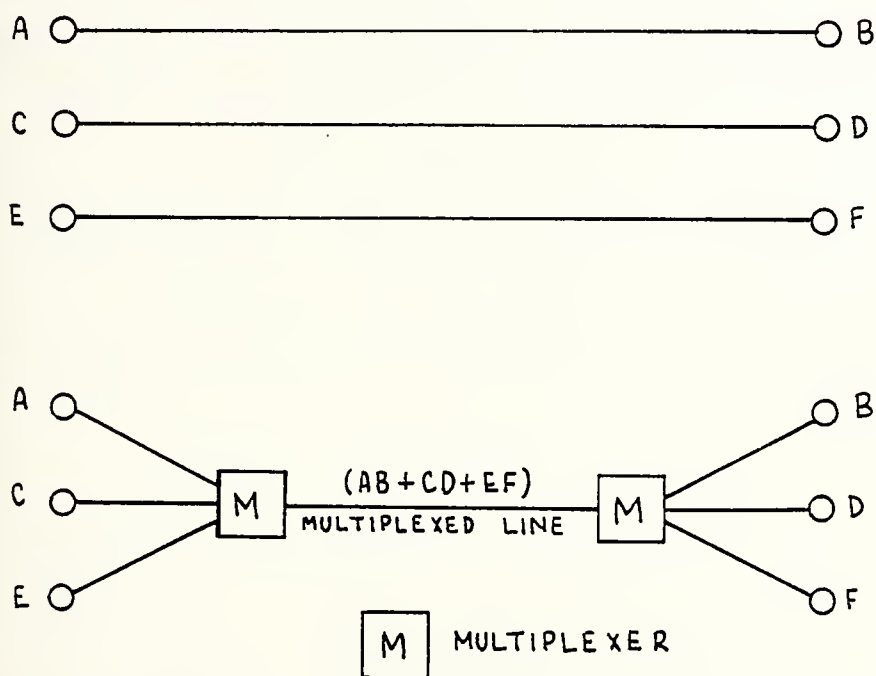 A B
C D
E F
A B
(AB+CD+EF)
C M MULTIPLEXED LINE M D
E F
M MULTIPLEXER